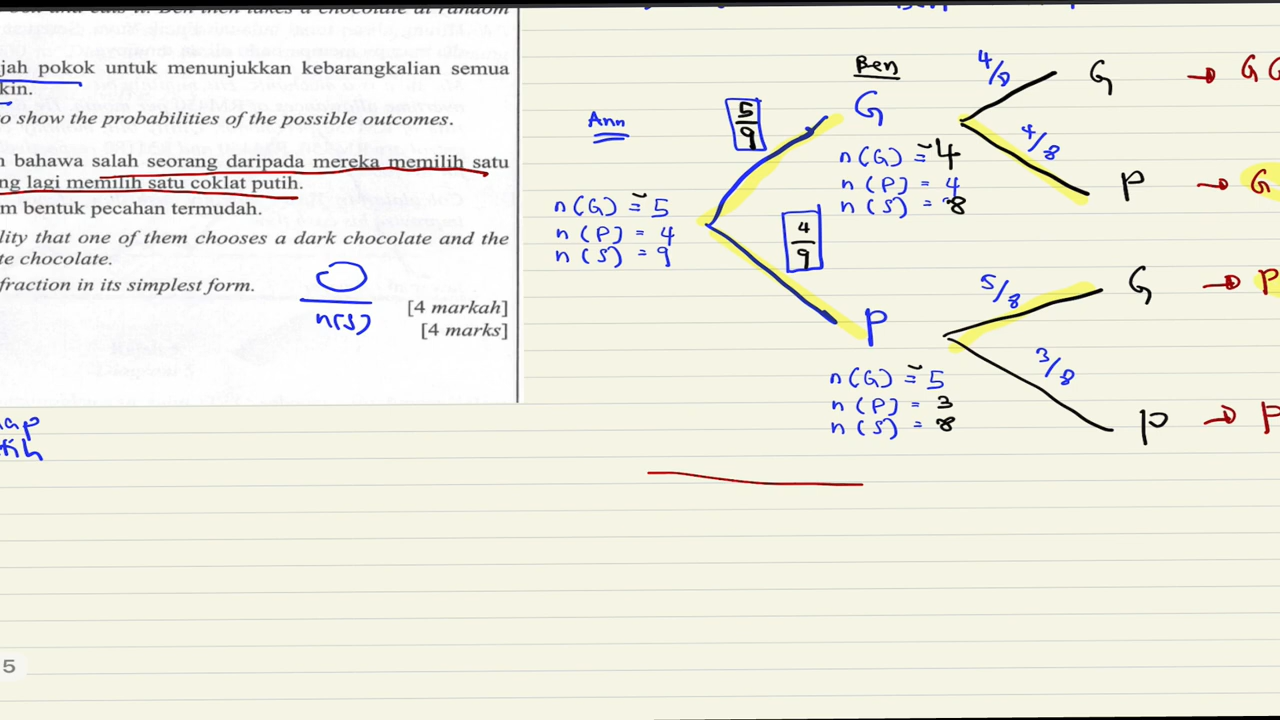 jah pokok untuk menunjukkan kebarangkalian semua
kin.
o show the probabilities of the possible outcomes.
n bahawa salah seorang daripada mereka memilih satu
ng lagi memilih satu coklat putih.
m bentuk pecahan termudah.
lity that one of them chooses a dark chocolate and the
te chocolate.
fraction in its simplest form.
n(S)
[4 markah]
[4 marks]
5
Ann
n(G) = 5
n(P) = 4
n(S) = 9
5/9
4/9
Ben
G
n(G) = 4
n(P) = 4
n(S) = 8
P
n(G) = 5
n(P) = 3
n(S) = 8
4/8
G → GG
4/8
P → G
5/8
G → P
3/8
P → P